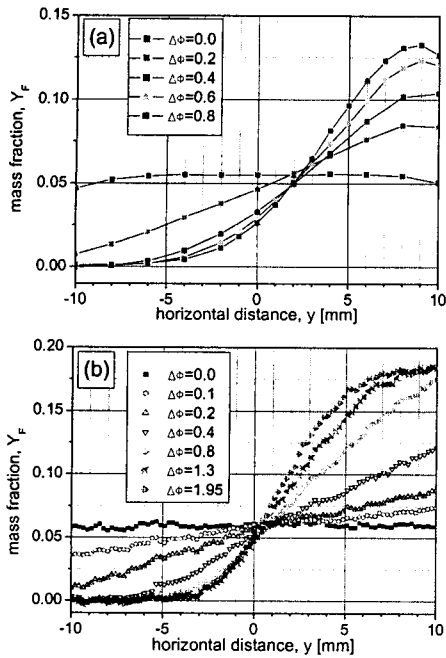 (a)
ΔΦ=0.0
ΔΦ=0.2
ΔΦ=0.4
ΔΦ=0.6
ΔΦ=0.8
mass fraction, Y_F
0.15
0.10
0.05
0.00
-10 -5 0 5 10
horizontal distance, y [mm]
(b)
ΔΦ=0.0
ΔΦ=0.1
ΔΦ=0.2
ΔΦ=0.4
ΔΦ=0.8
ΔΦ=1.3
ΔΦ=1.95
mass fraction, Y_F
0.20
0.15
0.10
0.05
0.00
-10 -5 0 5 10
horizontal distance, y [mm]